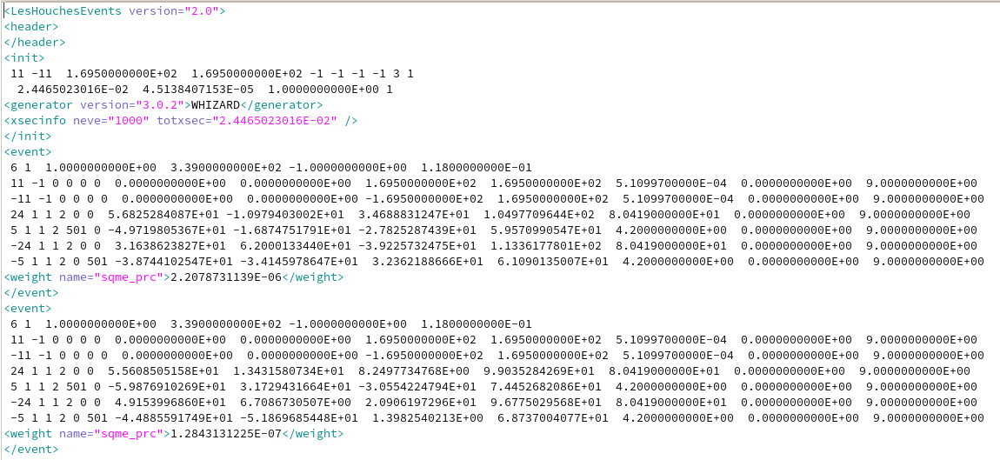 <LesHouchesEvents version="2.0">
<header>
</header>
<init>
 11 -11  1.6950000000E+02  1.6950000000E+02 -1 -1 -1 -1 3 1
  2.4465023016E-02  4.5138407153E-05  1.0000000000E+00 1
<generator version="3.0.2">WHIZARD</generator>
<xsecinfo neve="1000" totxsec="2.4465023016E-02" />
</init>
<event>
 6 1  1.0000000000E+00  3.3900000000E+02 -1.0000000000E+00  1.1800000000E-01
 11 -1 0 0 0 0  0.0000000000E+00  0.0000000000E+00  1.6950000000E+02  1.6950000000E+02  5.1099700000E-04  0.0000000000E+00  9.0000000000E+00
 -11 -1 0 0 0 0  0.0000000000E+00  0.0000000000E+00 -1.6950000000E+02  1.6950000000E+02  5.1099700000E-04  0.0000000000E+00  9.0000000000E+00
 24 1 1 2 0 0  5.6825284087E+01 -1.0979403002E+01  3.4688831247E+01  1.0497709644E+02  8.0419000000E+01  0.0000000000E+00  9.0000000000E+00
 5 1 1 2 501 0 -4.9719805367E+01 -1.6874751791E+01 -2.7825287439E+01  5.9570990547E+01  4.2000000000E+00  0.0000000000E+00  9.0000000000E+00
 -24 1 1 2 0 0  3.1638623827E+01  6.2000133440E+01 -3.9225732475E+01  1.1336177801E+02  8.0419000000E+01  0.0000000000E+00  9.0000000000E+00
 -5 1 1 2 0 501 -3.8744102547E+01 -3.4145978647E+01  3.2362188666E+01  6.1090135007E+01  4.2000000000E+00  0.0000000000E+00  9.0000000000E+00
<weight name="sqme_prc">2.2078731139E-06</weight>
</event>
<event>
 6 1  1.0000000000E+00  3.3900000000E+02 -1.0000000000E+00  1.1800000000E-01
 11 -1 0 0 0 0  0.0000000000E+00  0.0000000000E+00  1.6950000000E+02  1.6950000000E+02  5.1099700000E-04  0.0000000000E+00  9.0000000000E+00
 -11 -1 0 0 0 0  0.0000000000E+00  0.0000000000E+00 -1.6950000000E+02  1.6950000000E+02  5.1099700000E-04  0.0000000000E+00  9.0000000000E+00
 24 1 1 2 0 0  5.5608505158E+01  1.3431580734E+01  8.2497734768E+00  9.9035284269E+01  8.0419000000E+01  0.0000000000E+00  9.0000000000E+00
 5 1 1 2 501 0 -5.9876910269E+01  3.1729431664E+01 -3.0554224794E+01  7.4452682086E+01  4.2000000000E+00  0.0000000000E+00  9.0000000000E+00
 -24 1 1 2 0 0  4.9153996860E+01  6.7086730507E+00  2.0906197296E+01  9.6775029568E+01  8.0419000000E+01  0.0000000000E+00  9.0000000000E+00
 -5 1 1 2 0 501 -4.4885591749E+01 -5.1869685448E+01  1.3982540213E+00  6.8737004077E+01  4.2000000000E+00  0.0000000000E+00  9.0000000000E+00
<weight name="sqme_prc">1.2843131225E-07</weight>
</event>